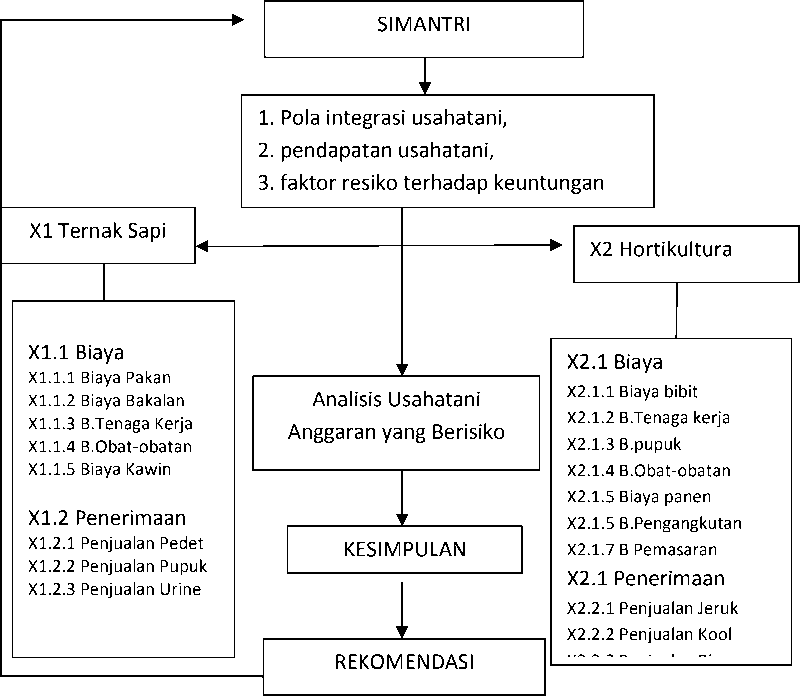 SIMANTRI
1. Pola integrasi usahatani,
2. pendapatan usahatani,
3. faktor resiko terhadap keuntungan
X1 Ternak Sapi
X2 Hortikultura
X1.1 Biaya
X1.1.1 Biaya Pakan
X1.1.2 Biaya Bakalan
X1.1.3 B.Tenaga Kerja
X1.1.4 B.Obat-obatan
X1.1.5 Biaya Kawin
X1.2 Penerimaan
X1.2.1 Penjualan Pedet
X1.2.2 Penjualan Pupuk
X1.2.3 Penjualan Urine
Analisis Usahatani
Anggaran yang Berisiko
KESIMPULAN
REKOMENDASI
X2.1 Biaya
X2.1.1 Biaya bibit
X2.1.2 B.Tenaga kerja
X2.1.3 B.pupuk
X2.1.4 B.Obat-obatan
X2.1.5 Biaya panen
X2.1.5 B.Pengangkutan
X2.1.7 B Pemasaran
X2.1 Penerimaan
X2.2.1 Penjualan Jeruk
X2.2.2 Penjualan Kool